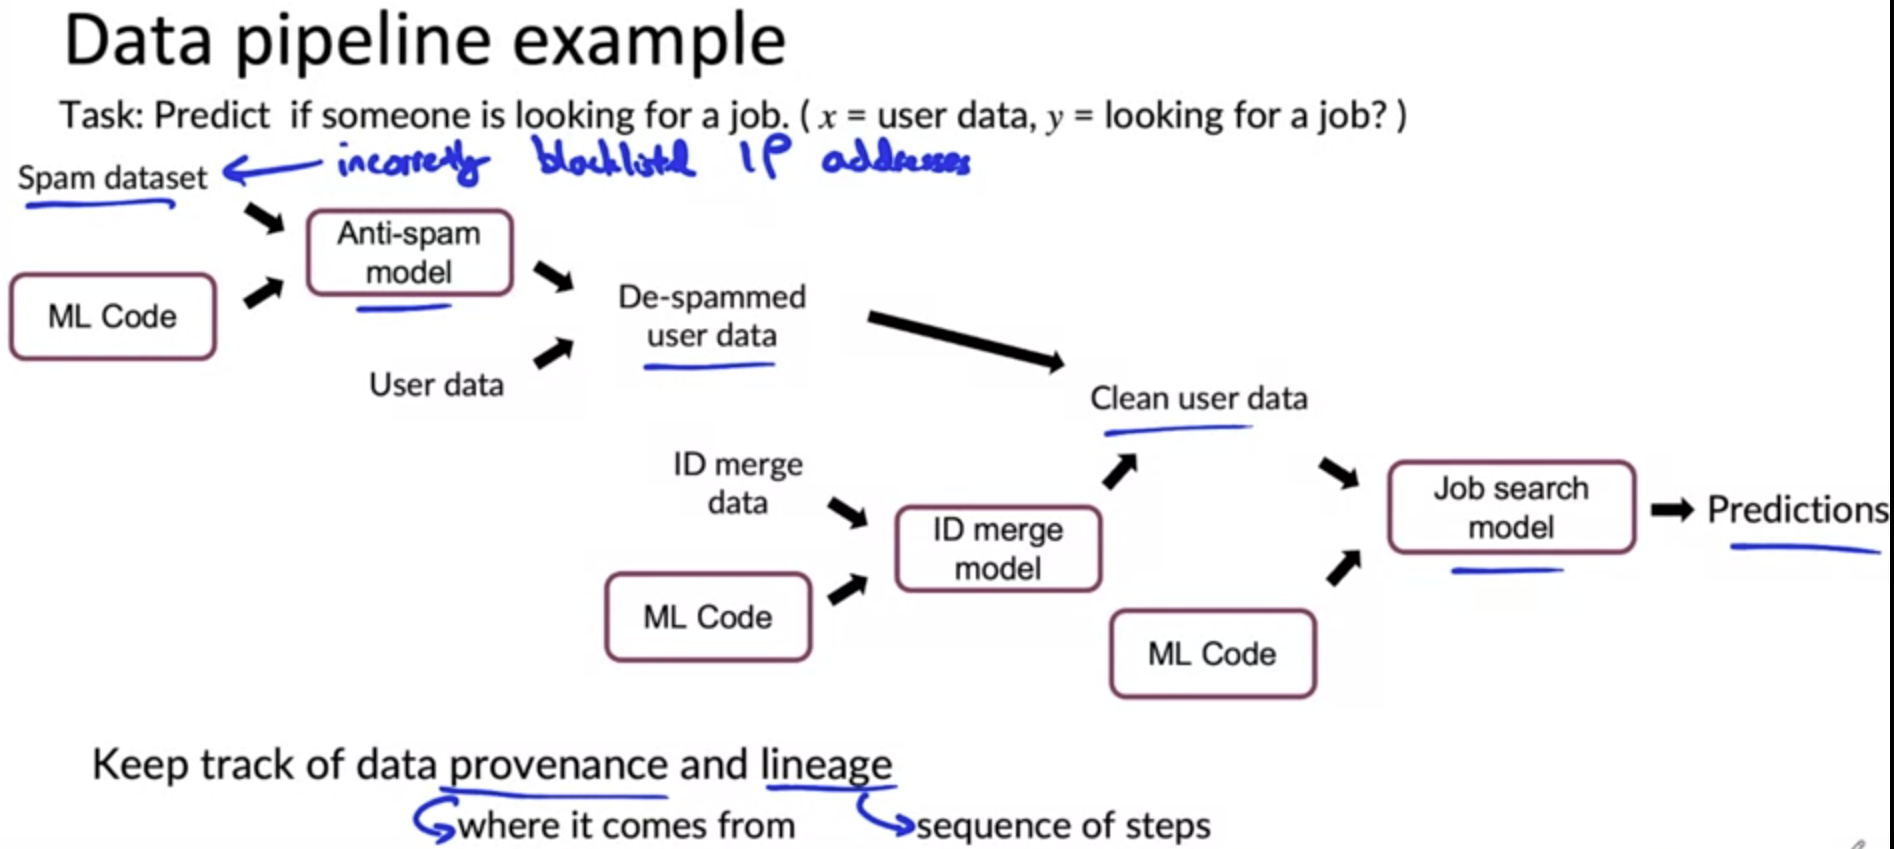 Data pipeline example
Task: Predict if someone is looking for a job. ( x = user data, y = looking for a job? )
incorrectly blacklisted IP addresses
Spam dataset
Anti-spam
model
ML Code
De-spammed
user data
User data
Clean user data
ID merge
data
ID merge
model
ML Code
Job search
model
Predictions
ML Code
Keep track of data provenance and lineage
where it comes from
sequence of steps